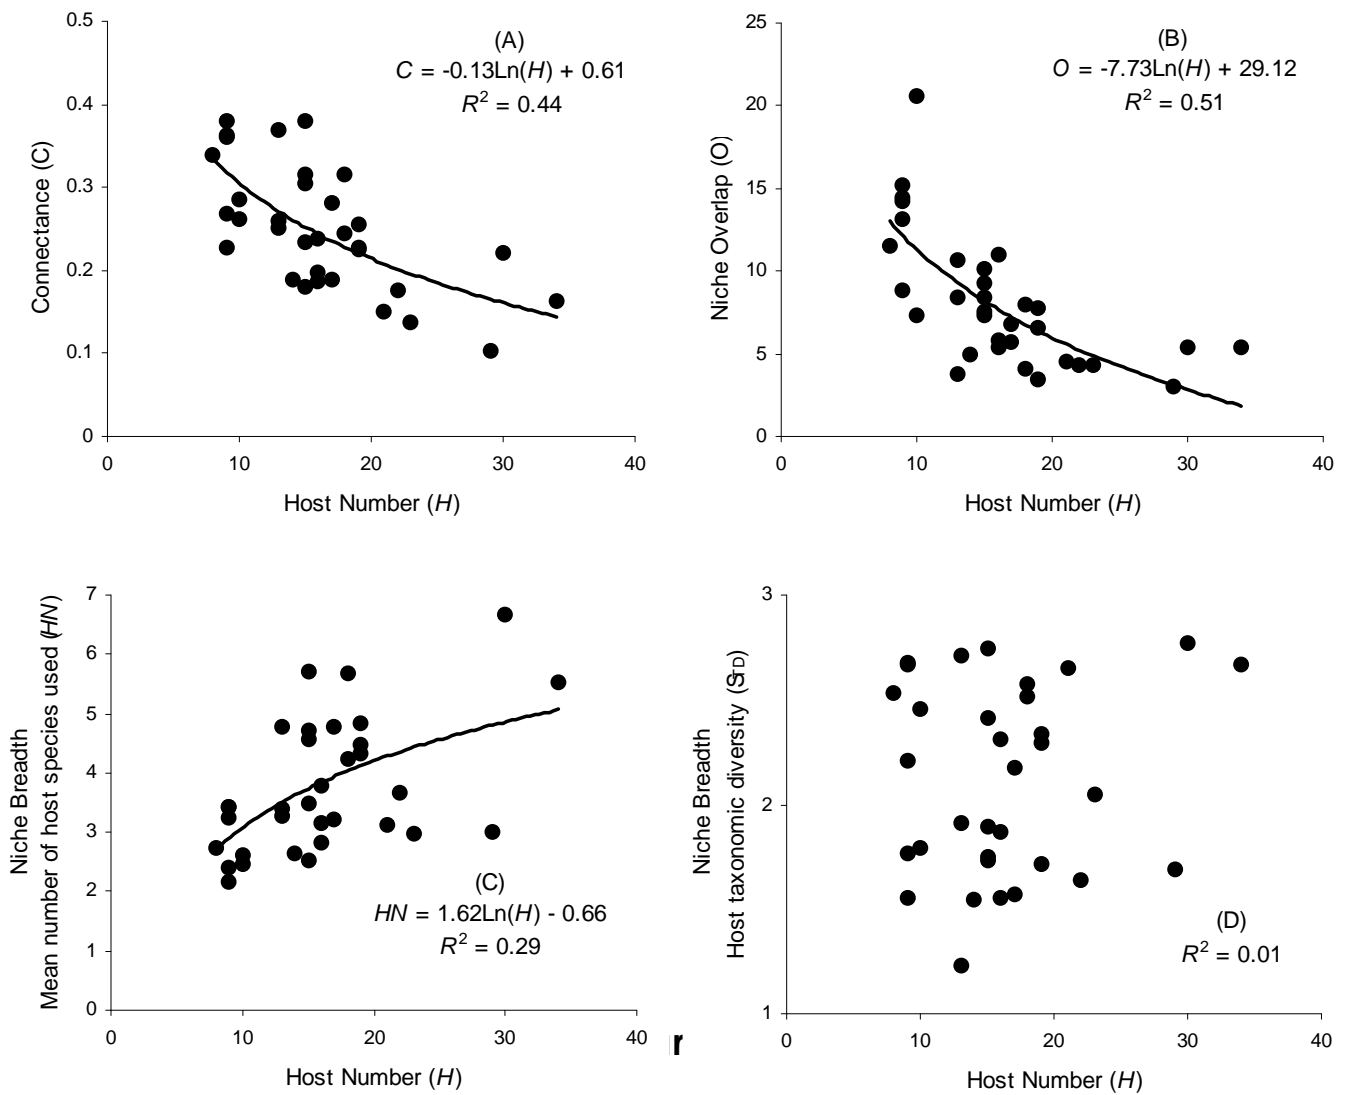 (A)
C = -0.13Ln(H) + 0.61
R² = 0.44
0.5
0.4
0.3
0.2
0.1
0
Connectance (C)
0 10 20 30 40
Host Number (H)
(B)
O = -7.73Ln(H) + 29.12
R² = 0.51
25
20
15
10
5
0
Niche Overlap (O)
0 10 20 30 40
Host Number (H)
7
6
5
4
3
2
1
0
Niche Breadth
Mean number of host species used (HN)
(C)
HN = 1.62Ln(H) - 0.66
R² = 0.29
0 10 20 30 40
Host Number (H)
r
3
2
1
Niche Breadth
Host taxonomic diversity (STD)
(D)
R² = 0.01
0 10 20 30 40
Host Number (H)